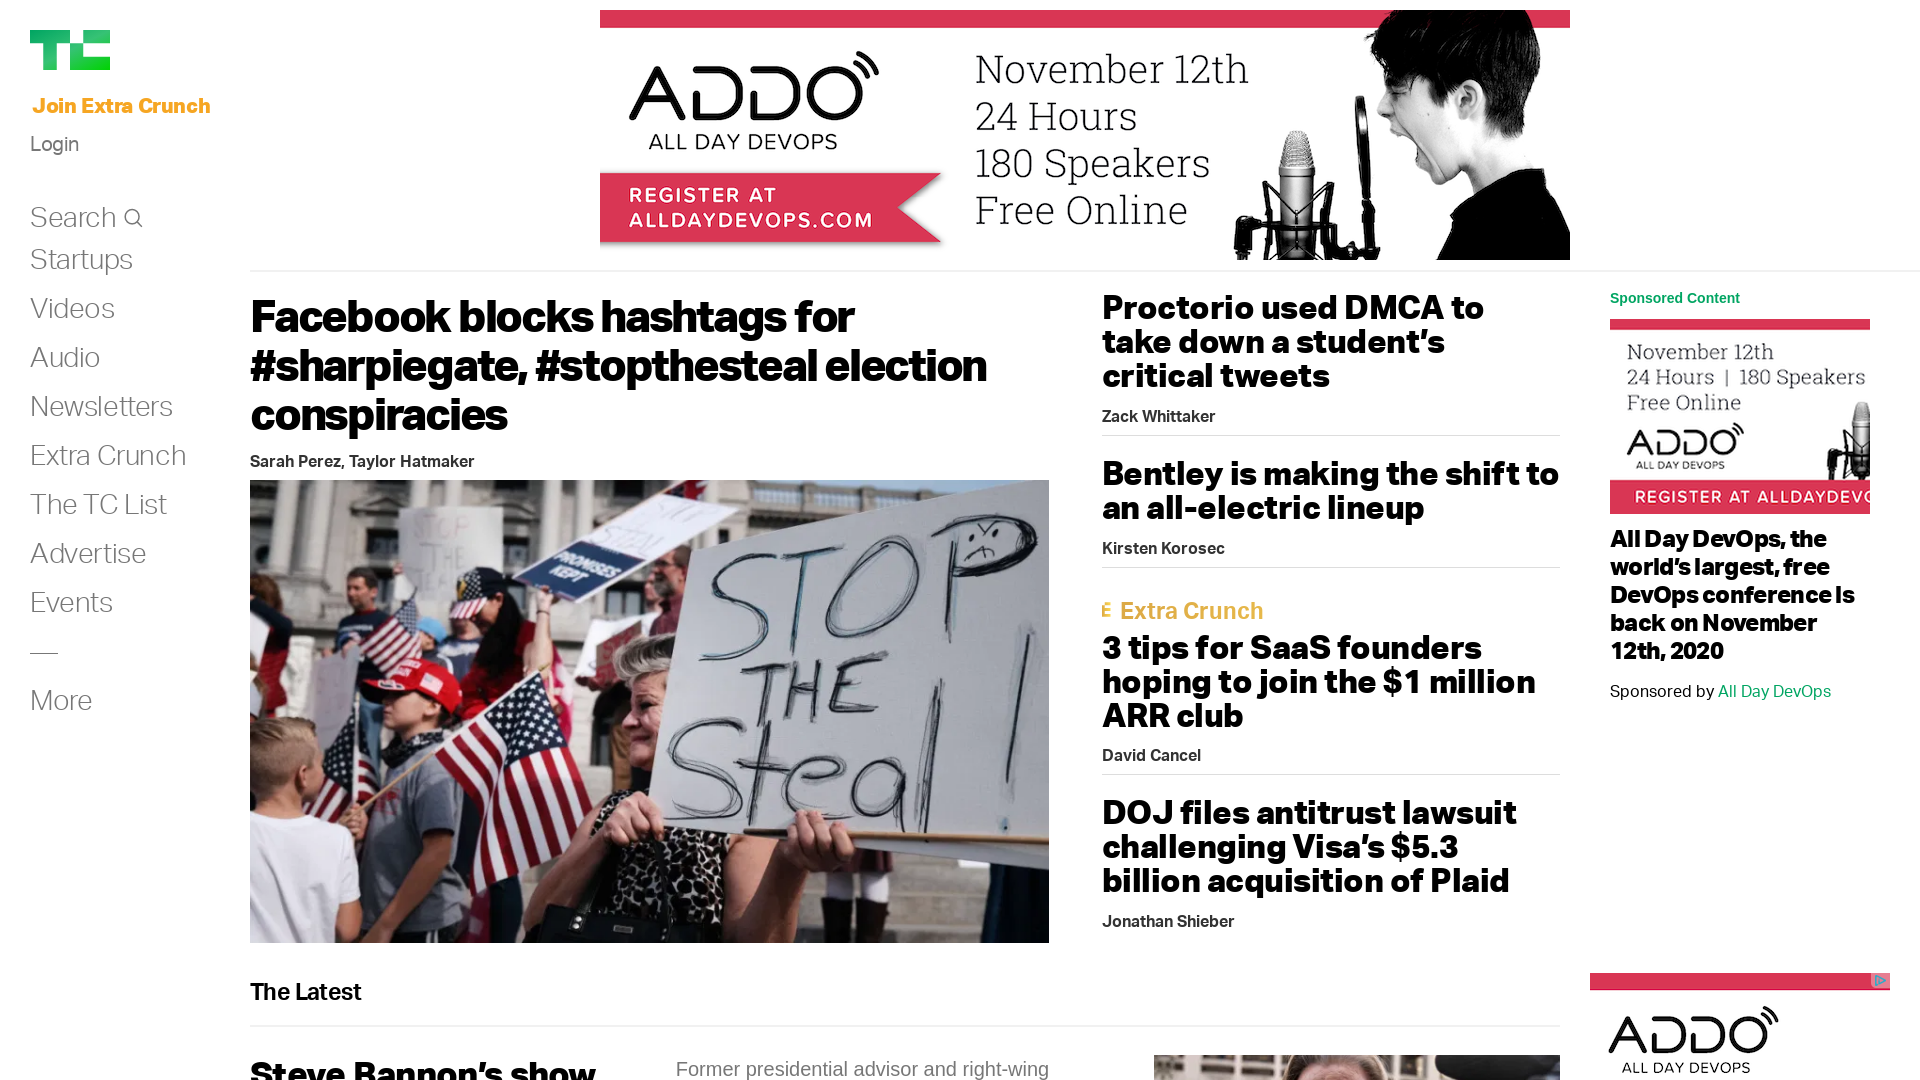 TC
Join Extra Crunch
Login
Search
Startups
Videos
Audio
Newsletters
Extra Crunch
The TC List
Advertise
Events
—
More
ADDO
ALL DAY DEVOPS
REGISTER AT
ALLDAYDEVOPS.COM
November 12th
24 Hours
180 Speakers
Free Online
Facebook blocks hashtags for
#sharpiegate, #stopthesteal election
conspiracies
Sarah Perez, Taylor Hatmaker
STOP
THE
PROMISES
KEPT
STOP
THE
Steal!
Proctorio used DMCA to
take down a student’s
critical tweets
Zack Whittaker
Bentley is making the shift to
an all-electric lineup
Kirsten Korosec
Extra Crunch
3 tips for SaaS founders
hoping to join the $1 million
ARR club
David Cancel
DOJ files antitrust lawsuit
challenging Visa’s $5.3
billion acquisition of Plaid
Jonathan Shieber
Sponsored Content
November 12th
24 Hours | 180 Speakers
Free Online
ADDO
ALL DAY DEVOPS
REGISTER AT ALLDAYDEVO
All Day DevOps, the
world’s largest, free
DevOps conference Is
back on November
12th, 2020
Sponsored by All Day DevOps
The Latest
Steve Bannon’s show
Former presidential advisor and right-wing
ADDO
ALL DAY DEVOPS